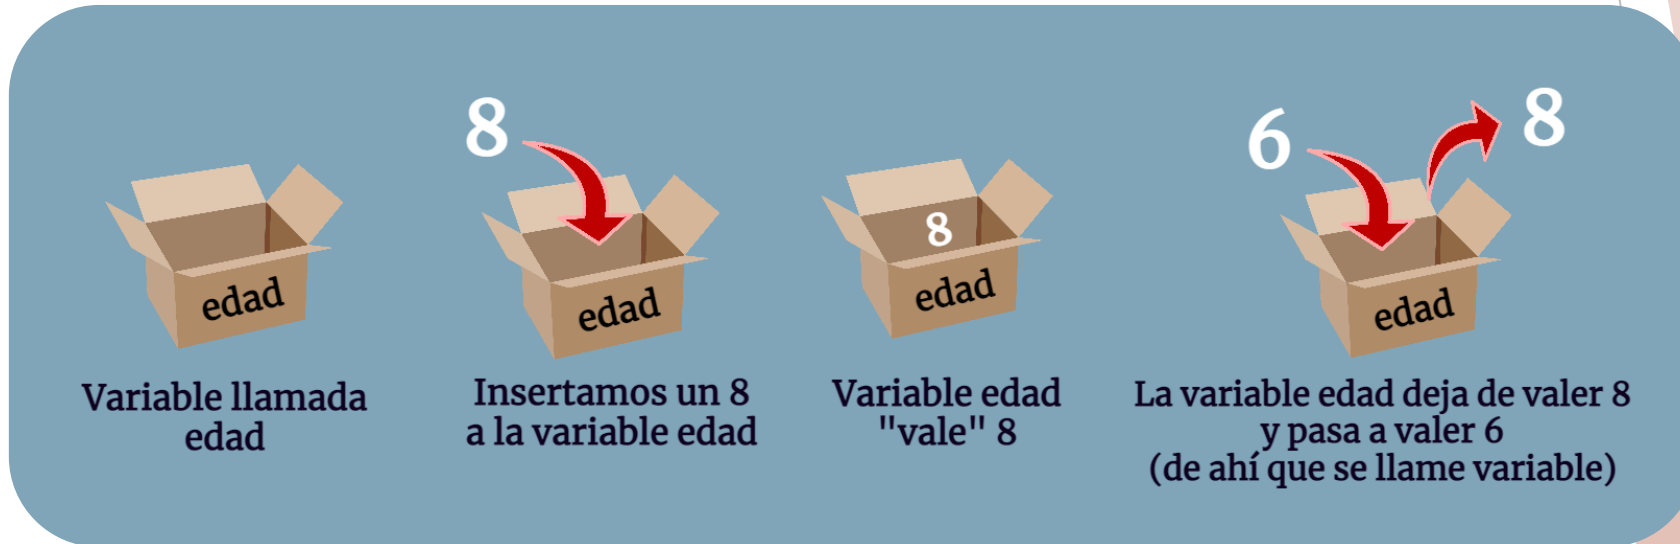 edad
Variable llamada
edad
8
edad
Insertamos un 8
a la variable edad
8
edad
Variable edad
"vale" 8
6
8
edad
La variable edad deja de valer 8
y pasa a valer 6
(de ahí que se llame variable)